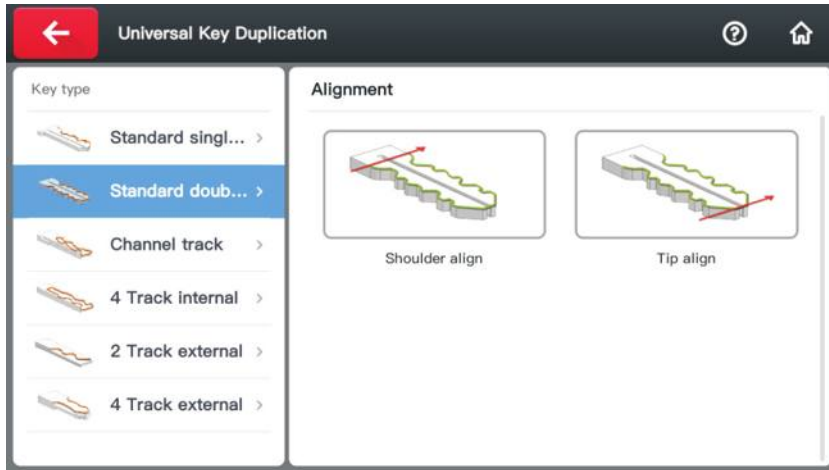 Universal Key Duplication
Key type
Standard singl...
Standard doub...
Channel track
4 Track internal
2 Track external
4 Track external
Alignment
Shoulder align
Tip align